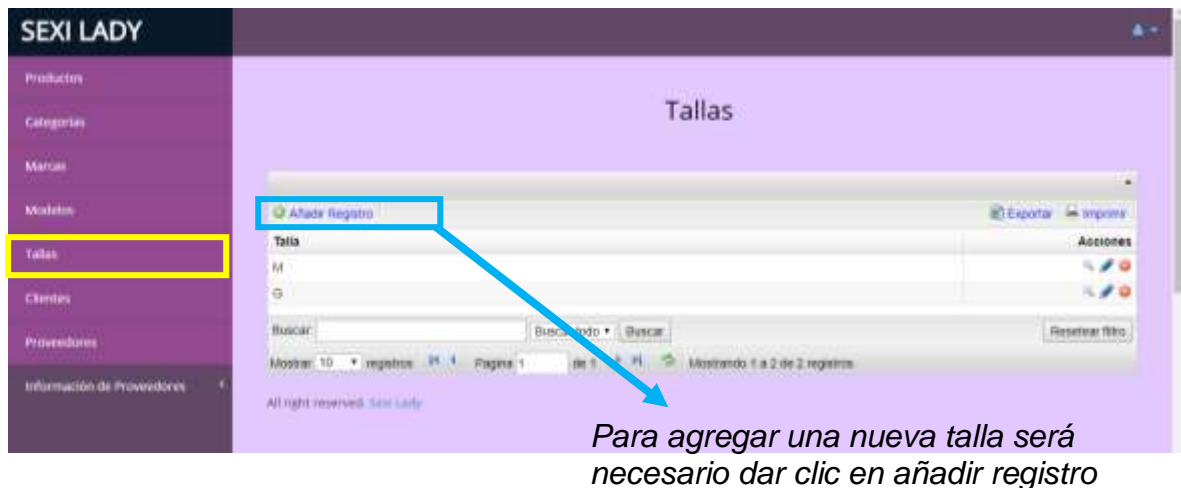 SEXI LADY
Productos
Categorías
Marcas
Modelos
Tallas
Clientes
Proveedores
Información de Proveedores
Tallas
Añadir Registro
Exportar Imprimir
Talla Acciones
M
G
Buscar: Buscar todo Buscar Resetear filtro
Mostrar 10 registros Pagina 1 de 1 Mostrando 1 a 2 de 2 registros
All right reserved. Sexi Lady
Para agregar una nueva talla será
necesario dar clic en añadir registro